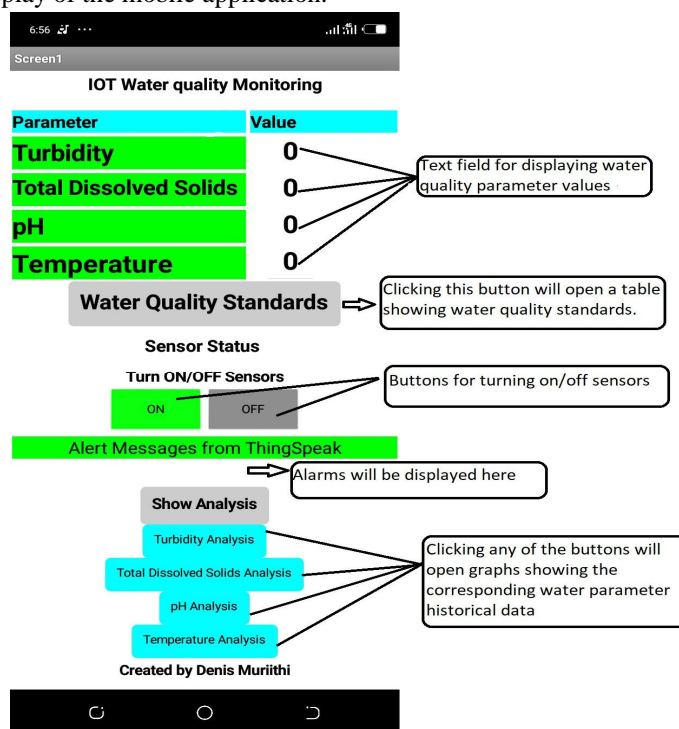 play of the mobile application.
6:56
Screen1
IOT Water quality Monitoring
Parameter Value
Turbidity 0
Total Dissolved Solids 0
pH 0
Temperature 0
Text field for displaying water
quality parameter values
Water Quality Standards
Clicking this button will open a table
showing water quality standards.
Sensor Status
Turn ON/OFF Sensors
ON OFF
Buttons for turning on/off sensors
Alert Messages from ThingSpeak
Alarms will be displayed here
Show Analysis
Turbidity Analysis
Total Dissolved Solids Analysis
pH Analysis
Temperature Analysis
Clicking any of the buttons will
open graphs showing the
corresponding water parameter
historical data
Created by Denis Muriithi